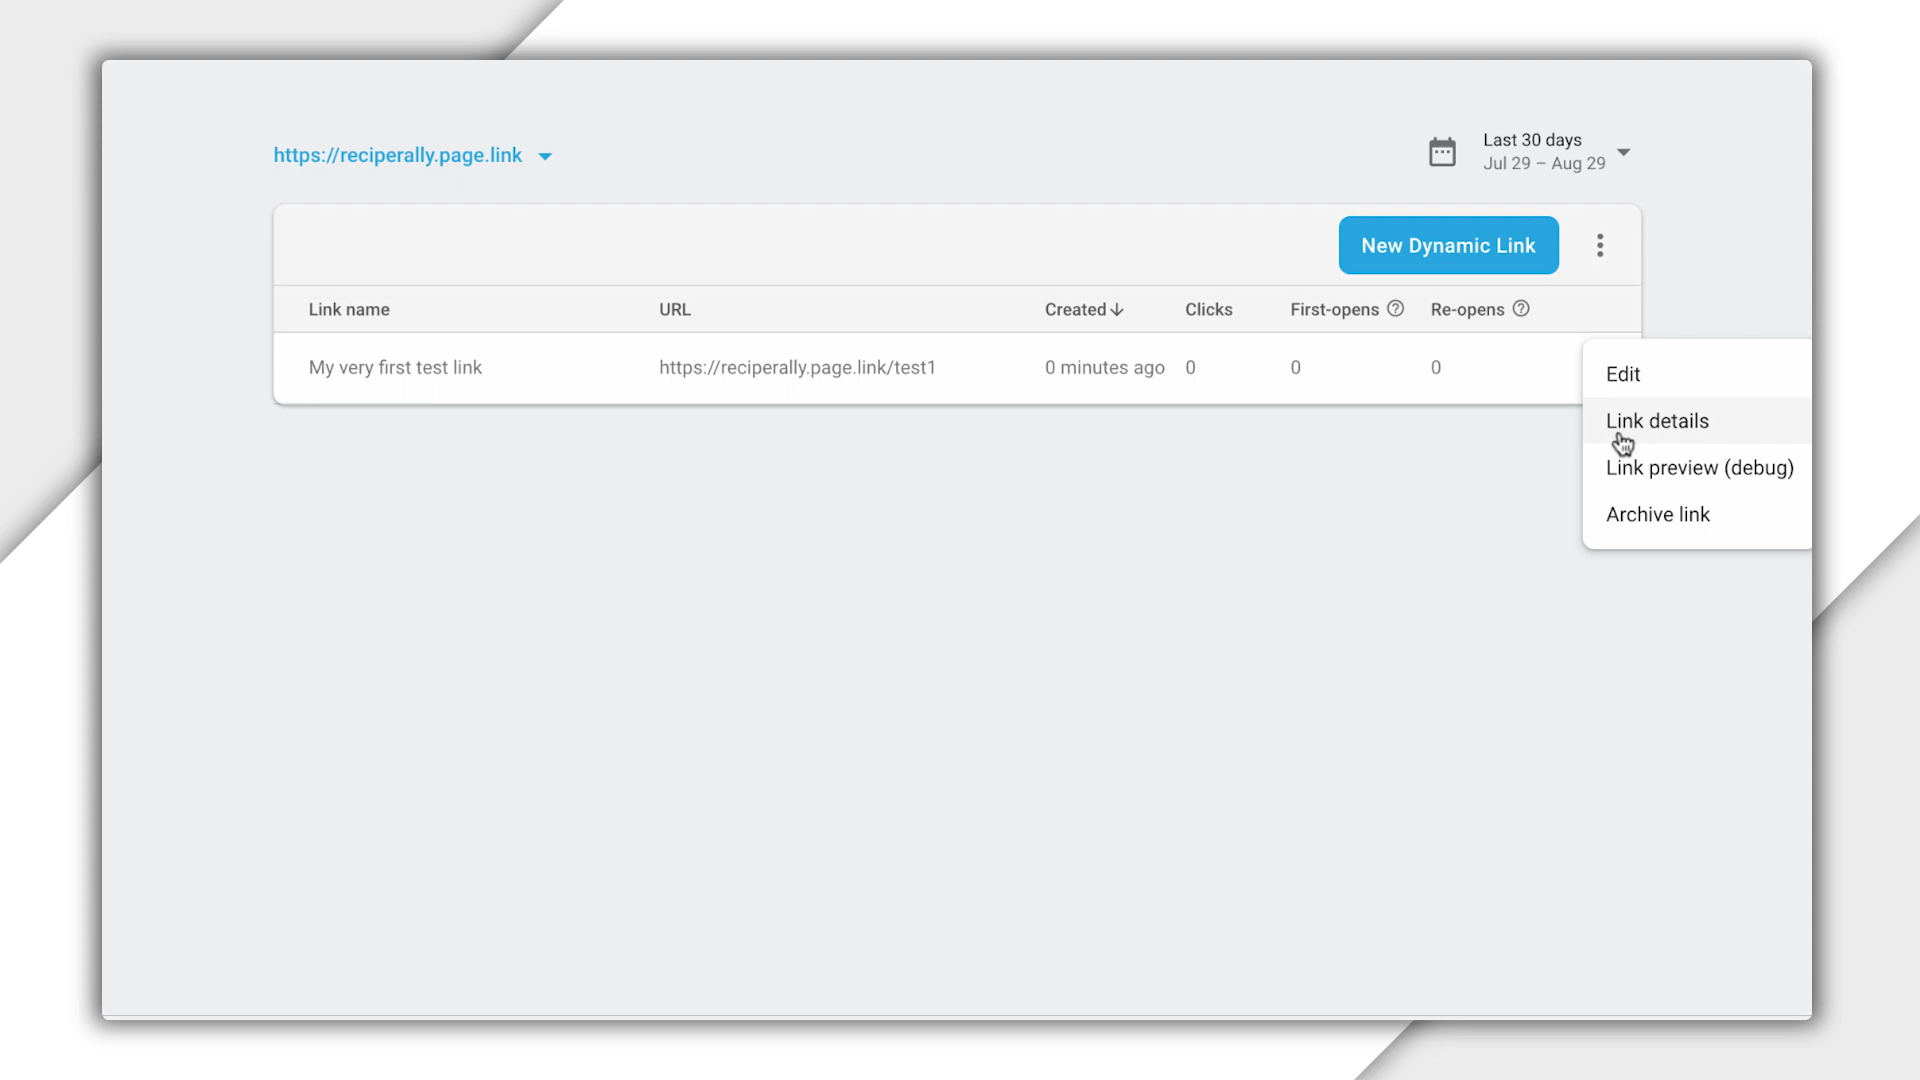 https://reciperally.page.link
Last 30 days
Jul 29 – Aug 29
New Dynamic Link
Link name URL Created Clicks First-opens Re-opens
My very first test link https://reciperally.page.link/test1 0 minutes ago 0 0 0
Edit
Link details
Link preview (debug)
Archive link